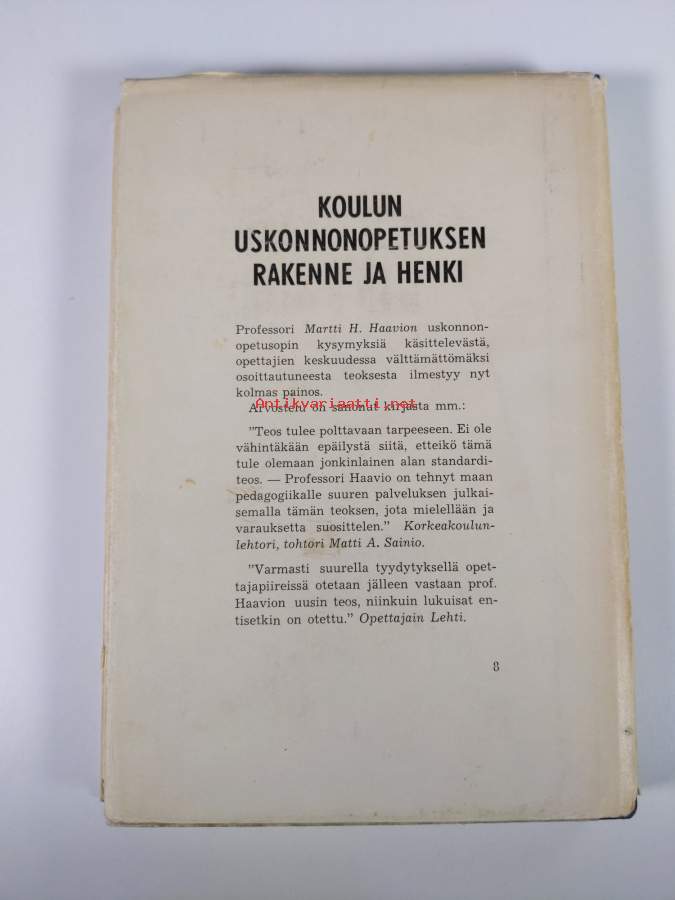 KOULUN
USKONNONOPETUKSEN
RAKENNE JA HENKI
Professori Martti H. Haavion uskonnon-
opetusopin kysymyksiä käsittelevästä,
opettajien keskuudessa välttämättömäksi
osoittautuneesta teoksesta ilmestyy nyt
kolmas painos.
Antikvariaatti.net
Arvostelu on sanonut kirjasta mm.:
"Teos tulee polttavaan tarpeeseen. Ei ole
vähintäkään epäilystä siitä, etteikö tämä
tule olemaan jonkinlainen alan standardi-
teos. — Professori Haavio on tehnyt maan
pedagogiikalle suuren palveluksen julkai-
semalla tämän teoksen, jota mielellään ja
varauksetta suosittelen." Korkeakoulun-
lehtori, tohtori Matti A. Sainio.
"Varmasti suurella tyydytyksellä opet-
tajapiireissä otetaan jälleen vastaan prof.
Haavion uusin teos, niinkuin lukuisat en-
tisetkin on otettu." Opettajain Lehti.
8